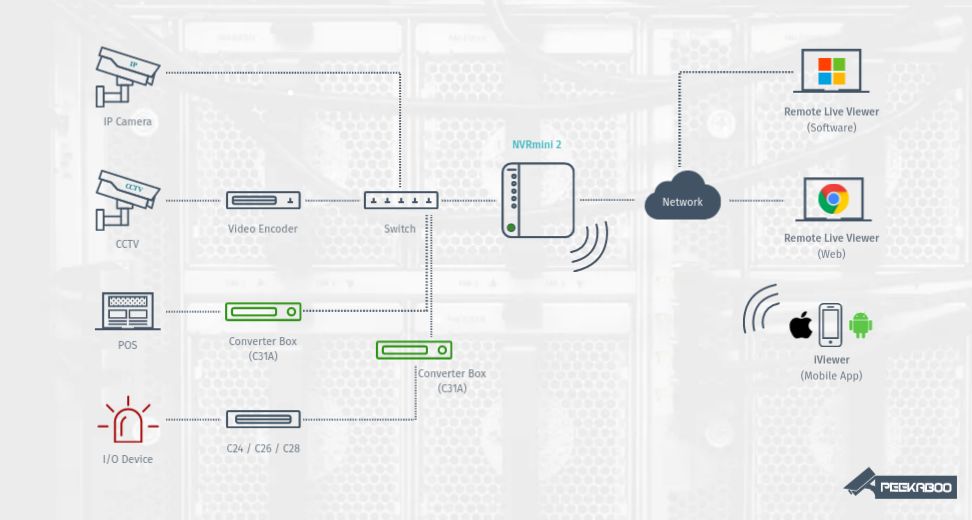 IP
IP Camera
CCTV
CCTV
Video Encoder
Switch
NVRmini 2
Network
Remote Live Viewer
(Software)
Remote Live Viewer
(Web)
POS
Converter Box
(C31A)
Converter Box
(C31A)
iViewer
(Mobile App)
I/O Device
C24 / C26 / C28
PEEKABOO